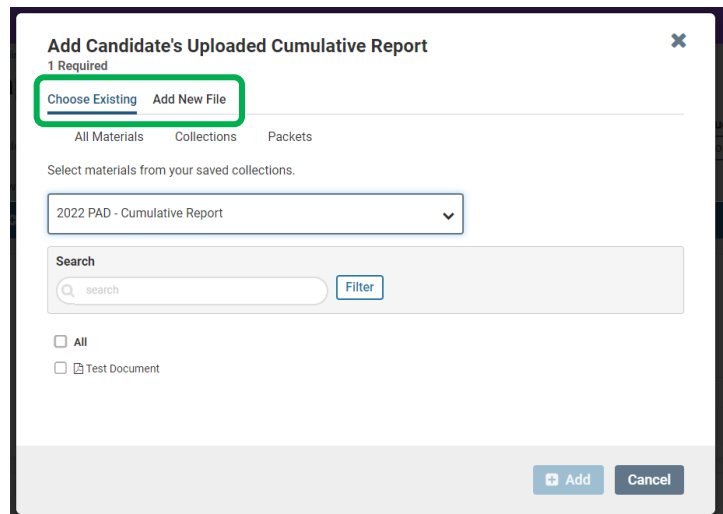 Add Candidate's Uploaded Cumulative Report
1 Required
Choose Existing Add New File
All Materials Collections Packets
Select materials from your saved collections.
2022 PAD - Cumulative Report
Search
search Filter
All
Test Document
Add Cancel